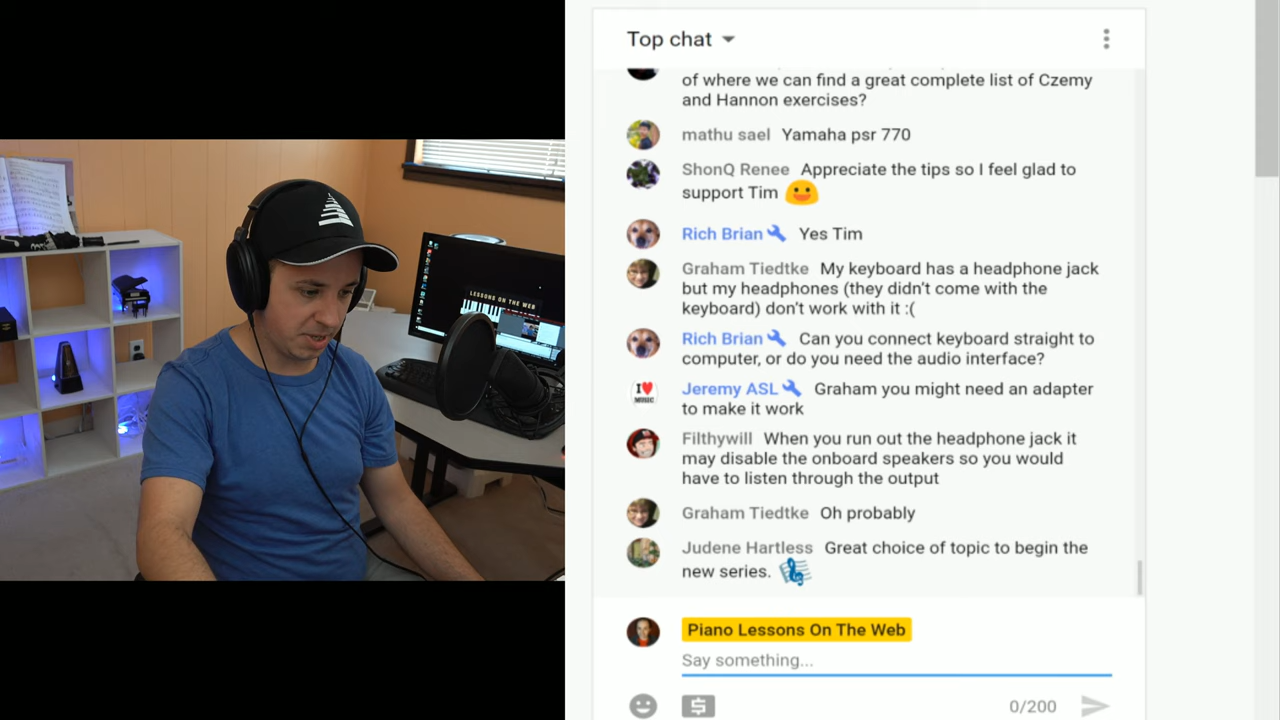 Top chat
of where we can find a great complete list of Czemy
and Hannon exercises?
mathu sael Yamaha psr 770
ShonQ Renee Appreciate the tips so I feel glad to
support Tim
Rich Brian Yes Tim
Graham Tiedtke My keyboard has a headphone jack
but my headphones (they didn't come with the
keyboard) don't work with it :(
Rich Brian Can you connect keyboard straight to
computer, or do you need the audio interface?
I ♥
MUSIC
Jeremy ASL Graham you might need an adapter
to make it work
Filthywill When you run out the headphone jack it
may disable the onboard speakers so you would
have to listen through the output
Graham Tiedtke Oh probably
Judene Hartless Great choice of topic to begin the
new series.
Piano Lessons On The Web
Say something...
0/200
LESSONS ON THE WEB